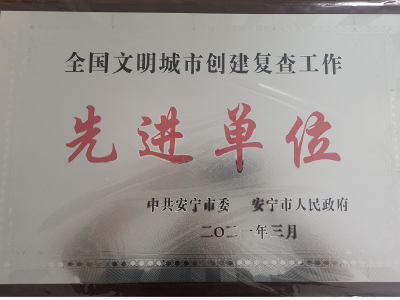 全国文明城市创建复查工作
先进单位
中共安宁市委 安宁市人民政府
二〇二一年三月